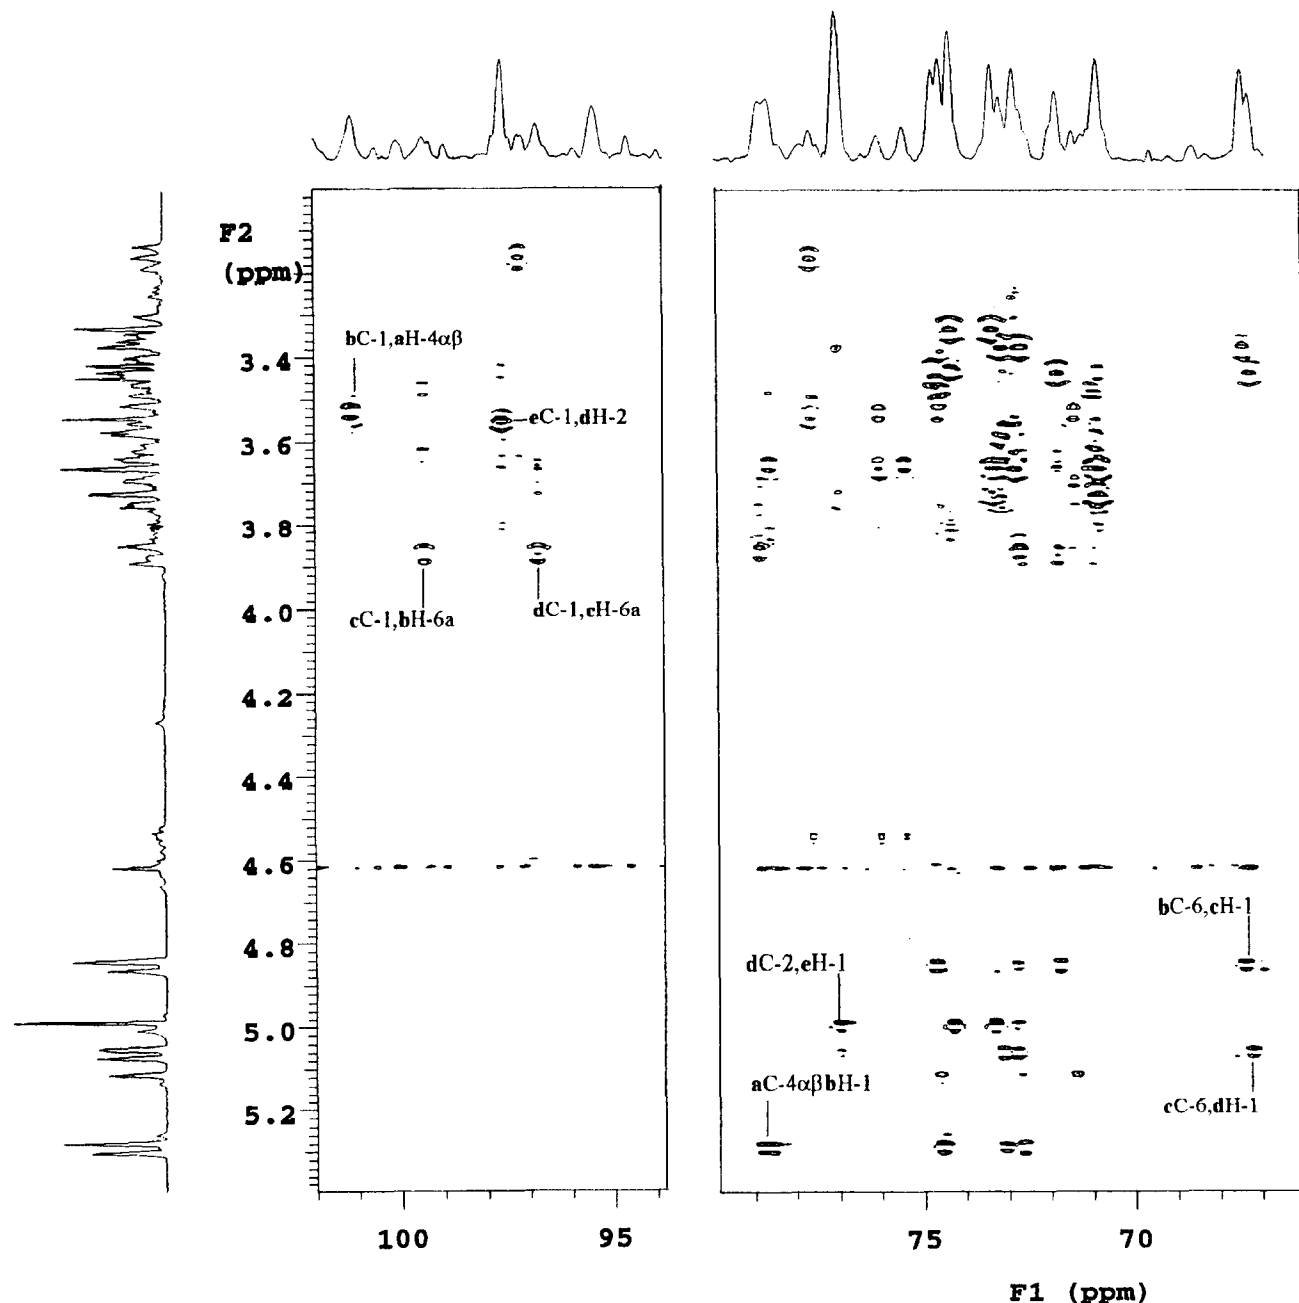 F2
(ppm)
bC-1,aH-4αβ
3.4
eC-1,dH-2
3.6
3.8
4.0
cC-1,bH-6a
dC-1,cH-6a
4.2
4.4
4.6
bC-6,cH-1
4.8
dC-2,eH-1
5.0
aC-4αβbH-1
cC-6,dH-1
5.2
100
95
75
70
F1 (ppm)